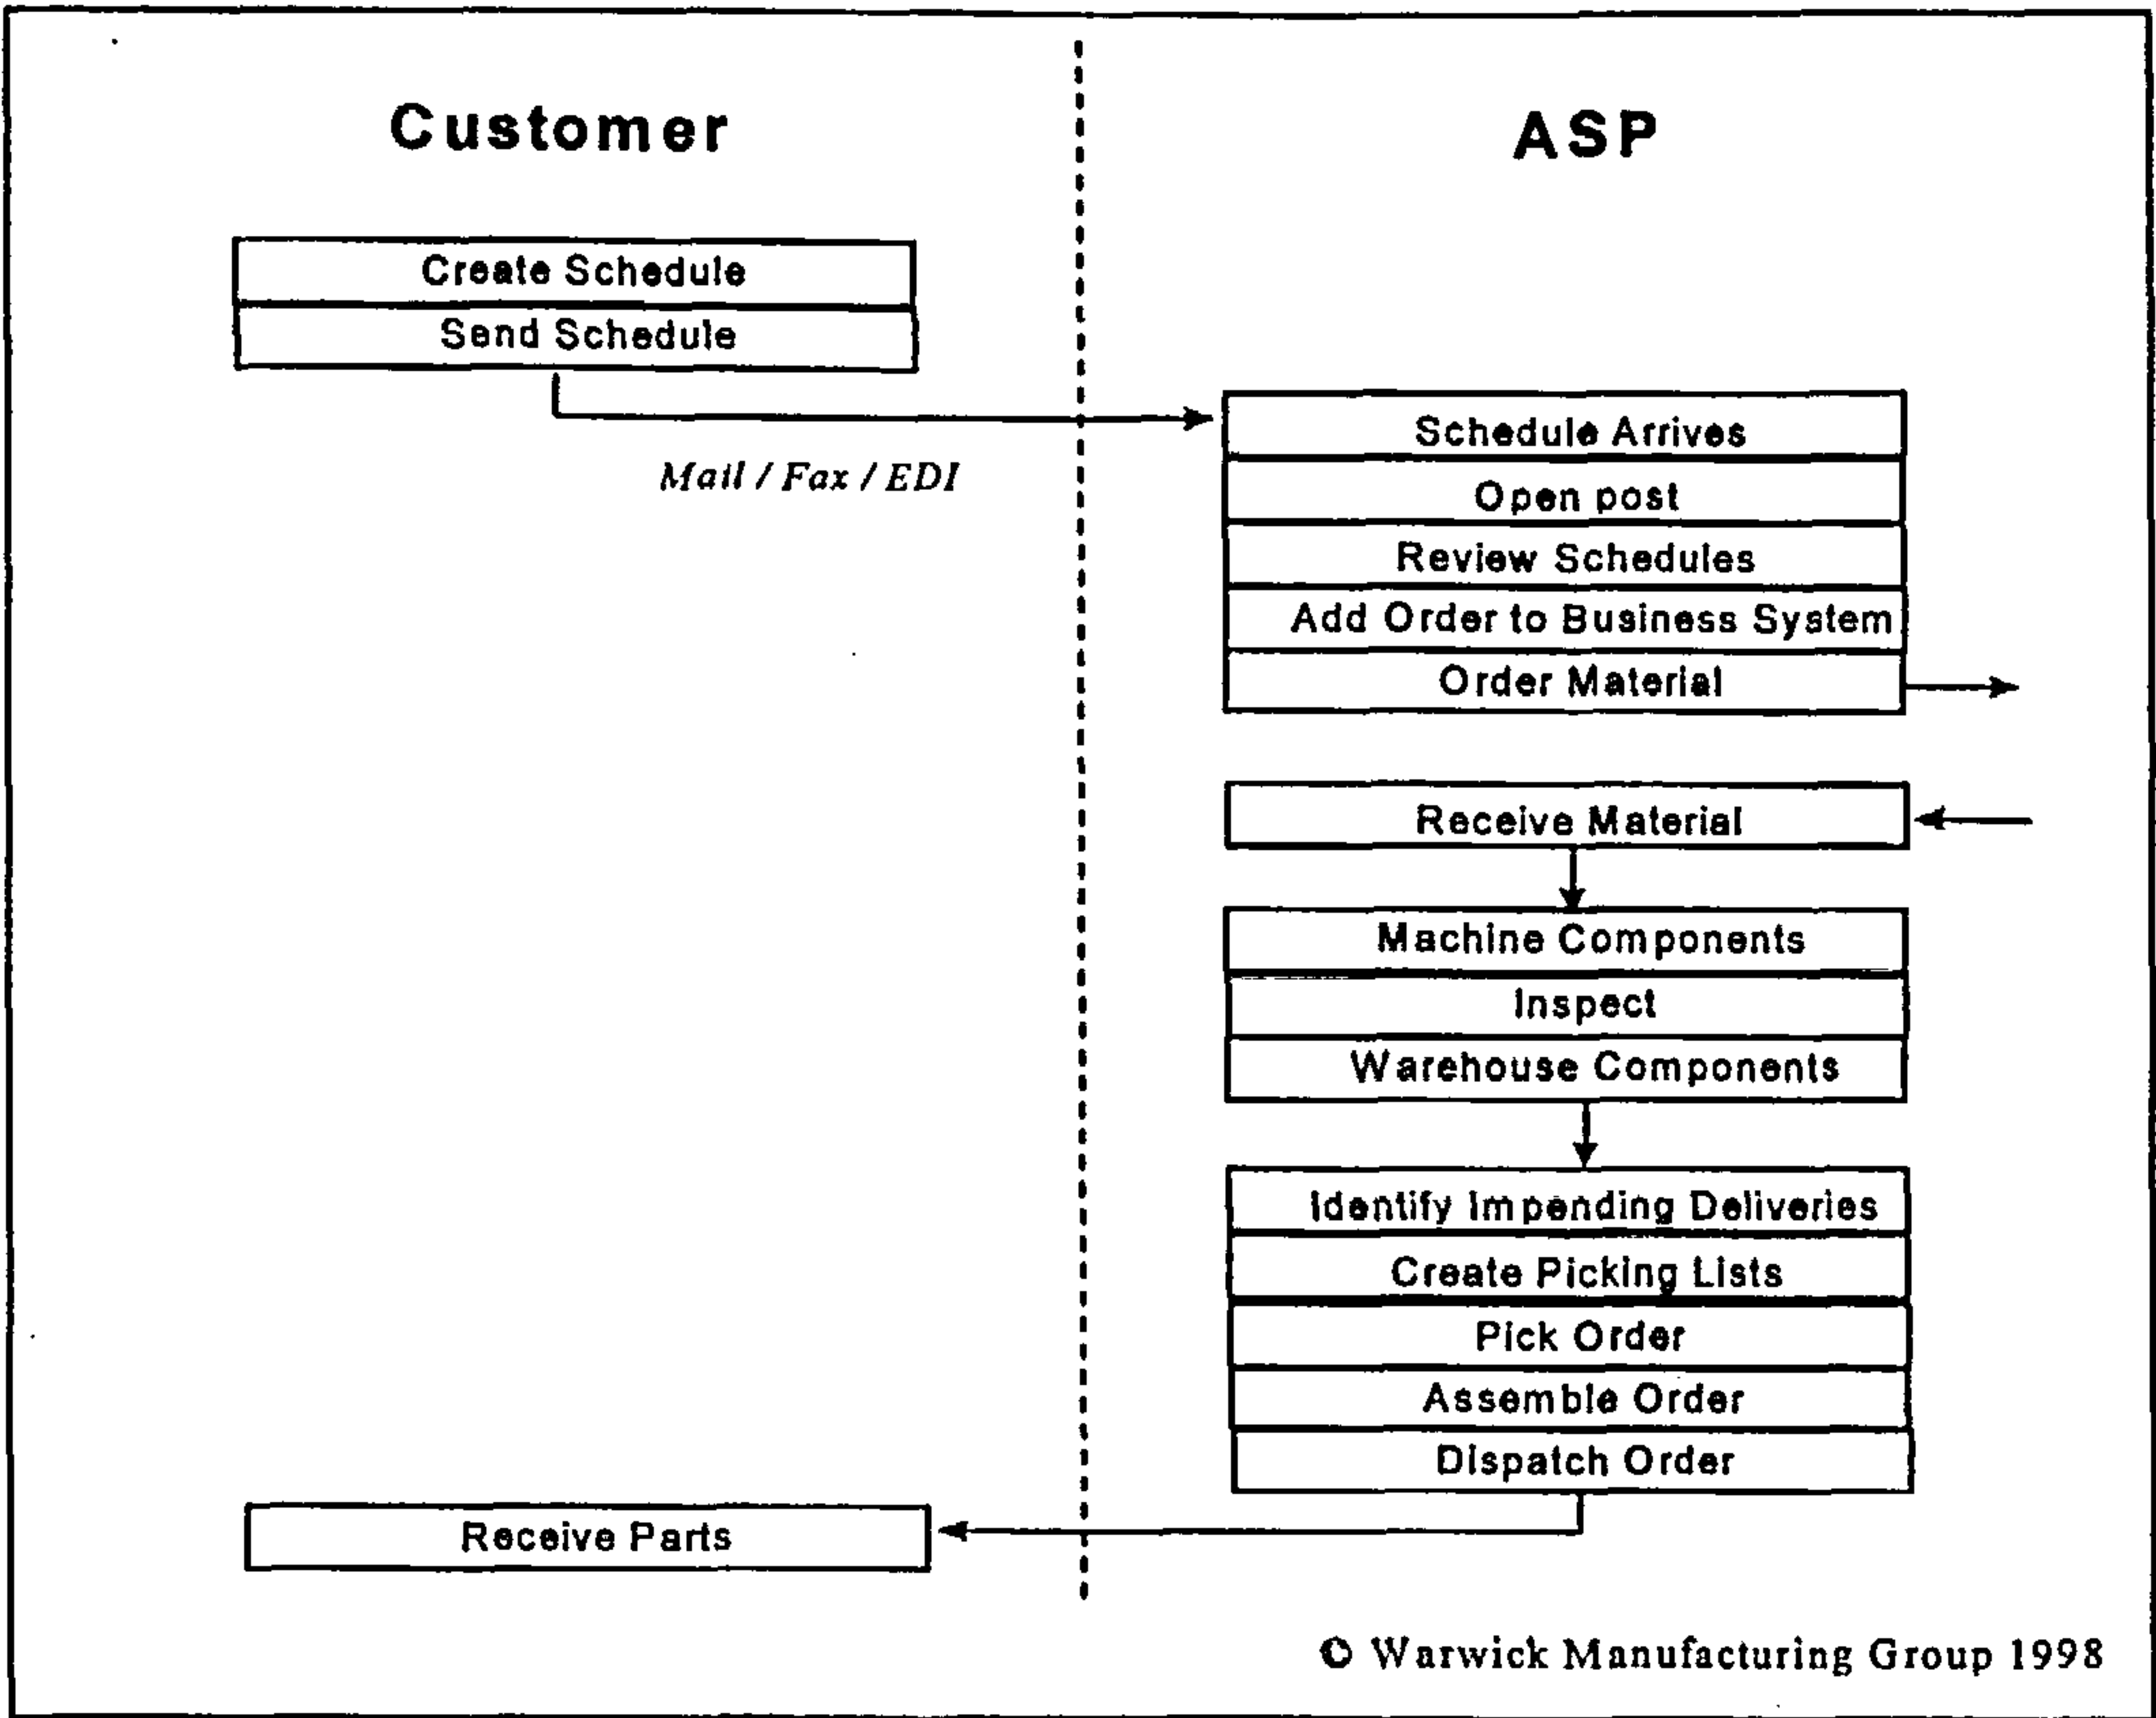 Customer
ASP
Create Schedule
Send Schedule
Mail / Fax / EDI
Schedule Arrives
Open post
Review Schedules
Add Order to Business System
Order Material
Receive Material
Machine Components
Inspect
Warehouse Components
Identify Impending Deliveries
Create Picking Lists
Pick Order
Assemble Order
Dispatch Order
Receive Parts
© Warwick Manufacturing Group 1998